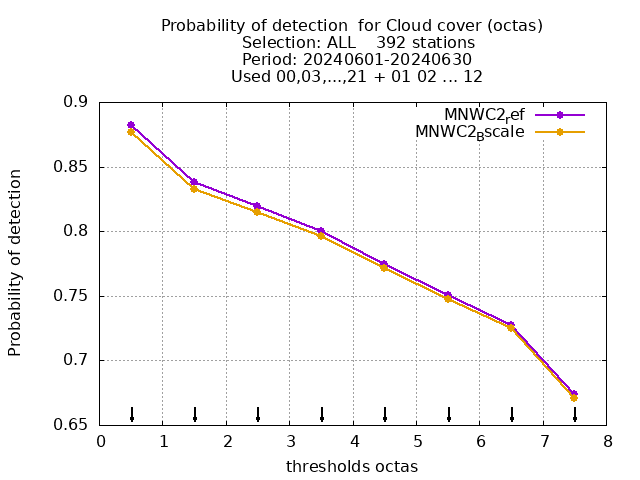 Probability of detection  for Cloud cover (octas)
Selection: ALL    392 stations
Period: 20240601-20240630
Used 00,03,...,21 + 01 02 ... 12
MNWC2ref
MNWC2Bscale
Probability of detection
0.9
0.85
0.8
0.75
0.7
0.65
0 1 2 3 4 5 6 7 8
thresholds octas